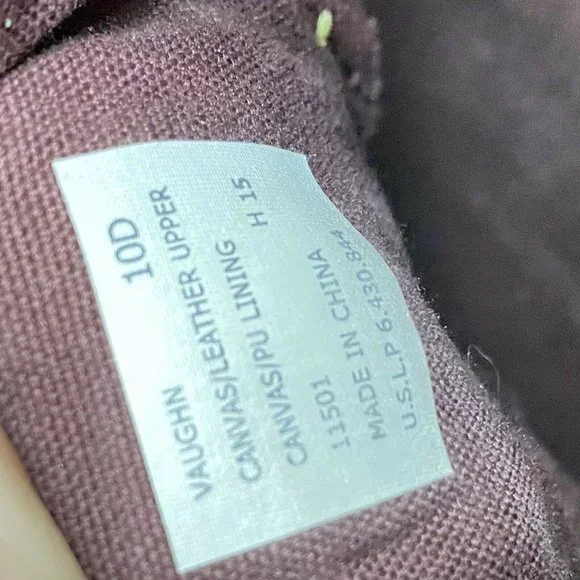 10D
VAUGHN
CANVAS/LEATHER UPPER
CANVAS/PU LINING
H 15
11501
MADE IN CHINA
U.S.L.P 6.430.844